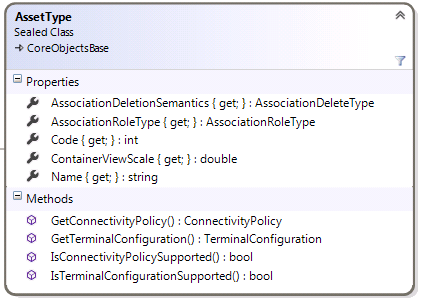 AssetType
Sealed Class
CoreObjectsBase
Properties
AssociationDeletionSemantics { get; } : AssociationDeleteType
AssociationRoleType { get; } : AssociationRoleType
Code { get; } : int
ContainerViewScale { get; } : double
Name { get; } : string
Methods
GetConnectivityPolicy() : ConnectivityPolicy
GetTerminalConfiguration() : TerminalConfiguration
IsConnectivityPolicySupported() : bool
IsTerminalConfigurationSupported() : bool